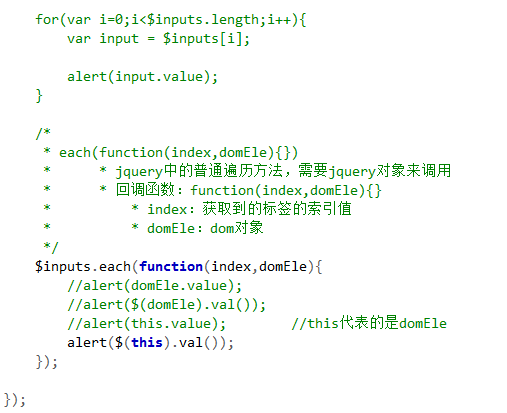 for(var i=0;i<$inputs.length;i++){
var input = $inputs[i];
alert(input.value);
}
/*
* each(function(index,domEle){})
* * jquery中的普通遍历方法，需要jquery对象来调用
* * 回调函数：function(index,domEle){}
* * index：获取到的标签的索引值
* * domEle：dom对象
*/
$inputs.each(function(index,domEle){
//alert(domEle.value);
//alert($(domEle).val());
//alert(this.value); //this代表的是domEle
alert($(this).val());
});
});